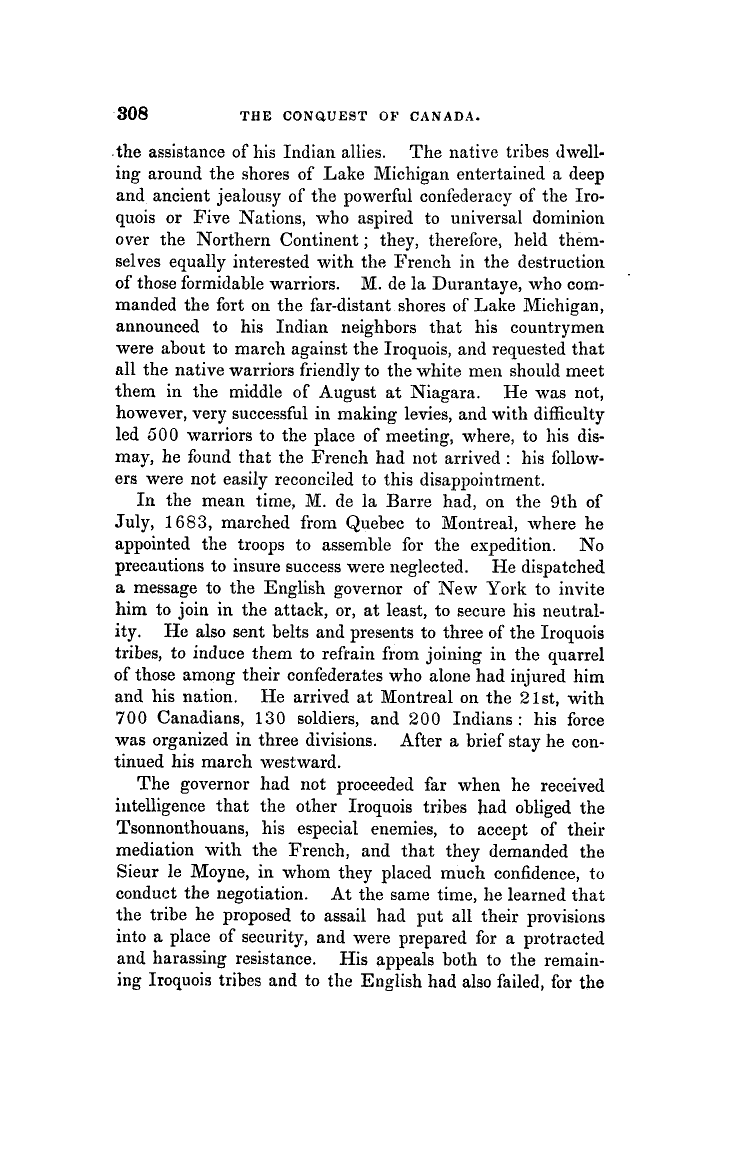 308 THE CONQUEST OF CANADA.
the assistance of his Indian allies. The native tribes dwell-
ing around the shores of Lake Michigan entertained a deep
and ancient jealousy of the powerful confederacy of the Iro-
quois or Five Nations, who aspired to universal dominion
over the Northern Continent; they, therefore, held them-
selves equally interested with the French in the destruction
of those formidable warriors. M. de la Durantaye, who com-
manded the fort on the far-distant shores of Lake Michigan,
announced to his Indian neighbors that his countrymen
were about to march against the Iroquois, and requested that
all the native warriors friendly to the white men should meet
them in the middle of August at Niagara. He was not,
however, very successful in making levies, and with difficulty
led 500 warriors to the place of meeting, where, to his dis-
may, he found that the French had not arrived: his follow-
ers were not easily reconciled to this disappointment.
In the mean time, M. de la Barre had, on the 9th of
July, 1683, marched from Quebec to Montreal, where he
appointed the troops to assemble for the expedition. No
precautions to insure success were neglected. He dispatched
a message to the English governor of New York to invite
him to join in the attack, or, at least, to secure his neutral-
ity. He also sent belts and presents to three of the Iroquois
tribes, to induce them to refrain from joining in the quarrel
of those among their confederates who alone had injured him
and his nation. He arrived at Montreal on the 21st, with
700 Canadians, 130 soldiers, and 200 Indians: his force
was organized in three divisions. After a brief stay he con-
tinued his march westward.
The governor had not proceeded far when he received
intelligence that the other Iroquois tribes had obliged the
Tsonnonthouans, his especial enemies, to accept of their
mediation with the French, and that they demanded the
Sieur le Moyne, in whom they placed much confidence, to
conduct the negotiation. At the same time, he learned that
the tribe he proposed to assail had put all their provisions
into a place of security, and were prepared for a protracted
and harassing resistance. His appeals both to the remain-
ing Iroquois tribes and to the English had also failed, for the